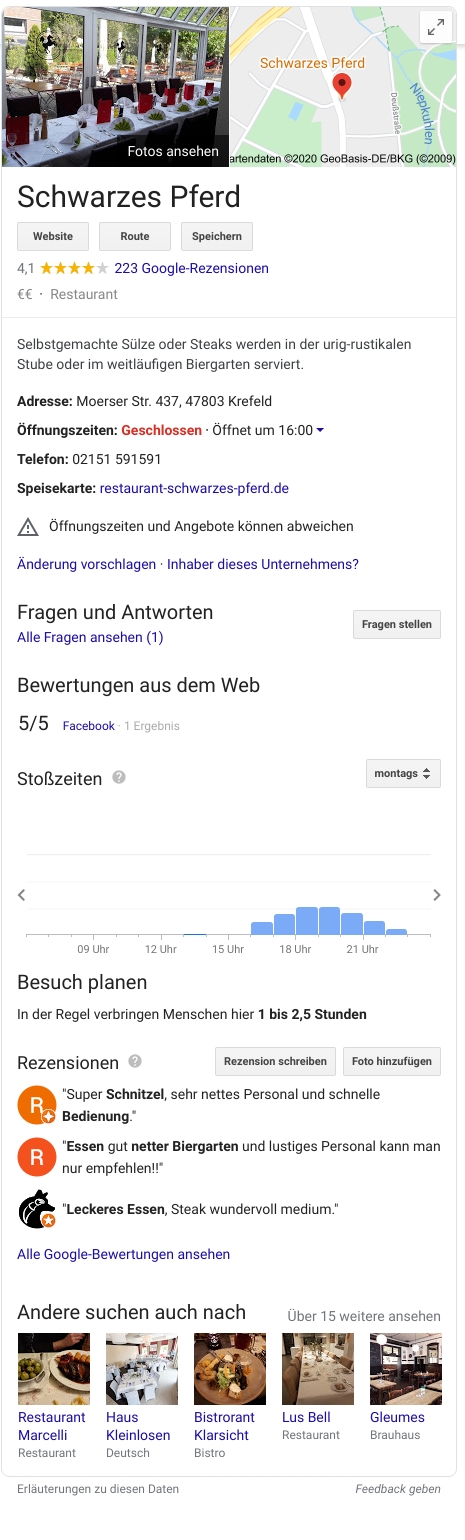 Schwarzes Pferd
Deußstraße
Niepkuhlen
Fotos ansehen
artendaten ©2020 GeoBasis-DE/BKG (©2009)
Schwarzes Pferd
Website
Route
Speichern
4,1 ★★★★★ 223 Google-Rezensionen
€€ · Restaurant
Selbstgemachte Sülze oder Steaks werden in der urig-rustikalen
Stube oder im weitläufigen Biergarten serviert.
Adresse: Moerser Str. 437, 47803 Krefeld
Öffnungszeiten: Geschlossen · Öffnet um 16:00
Telefon: 02151 591591
Speisekarte: restaurant-schwarzes-pferd.de
Öffnungszeiten und Angebote können abweichen
Änderung vorschlagen · Inhaber dieses Unternehmens?
Fragen und Antworten
Alle Fragen ansehen (1)
Fragen stellen
Bewertungen aus dem Web
5/5 Facebook · 1 Ergebnis
Stoßzeiten ?
montags
09 Uhr 12 Uhr 15 Uhr 18 Uhr 21 Uhr
Besuch planen
In der Regel verbringen Menschen hier 1 bis 2,5 Stunden
Rezensionen ?
Rezension schreiben
Foto hinzufügen
R
"Super Schnitzel, sehr nettes Personal und schnelle
Bedienung."
R
"Essen gut netter Biergarten und lustiges Personal kann man
nur empfehlen!!"
"Leckeres Essen, Steak wundervoll medium."
Alle Google-Bewertungen ansehen
Andere suchen auch nach
Über 15 weitere ansehen
Restaurant
Marcelli
Restaurant
Haus
Kleinlosen
Deutsch
Bistrorant
Klarsicht
Bistro
Lus Bell
Restaurant
Gleumes
Brauhaus
Erläuterungen zu diesen Daten
Feedback geben